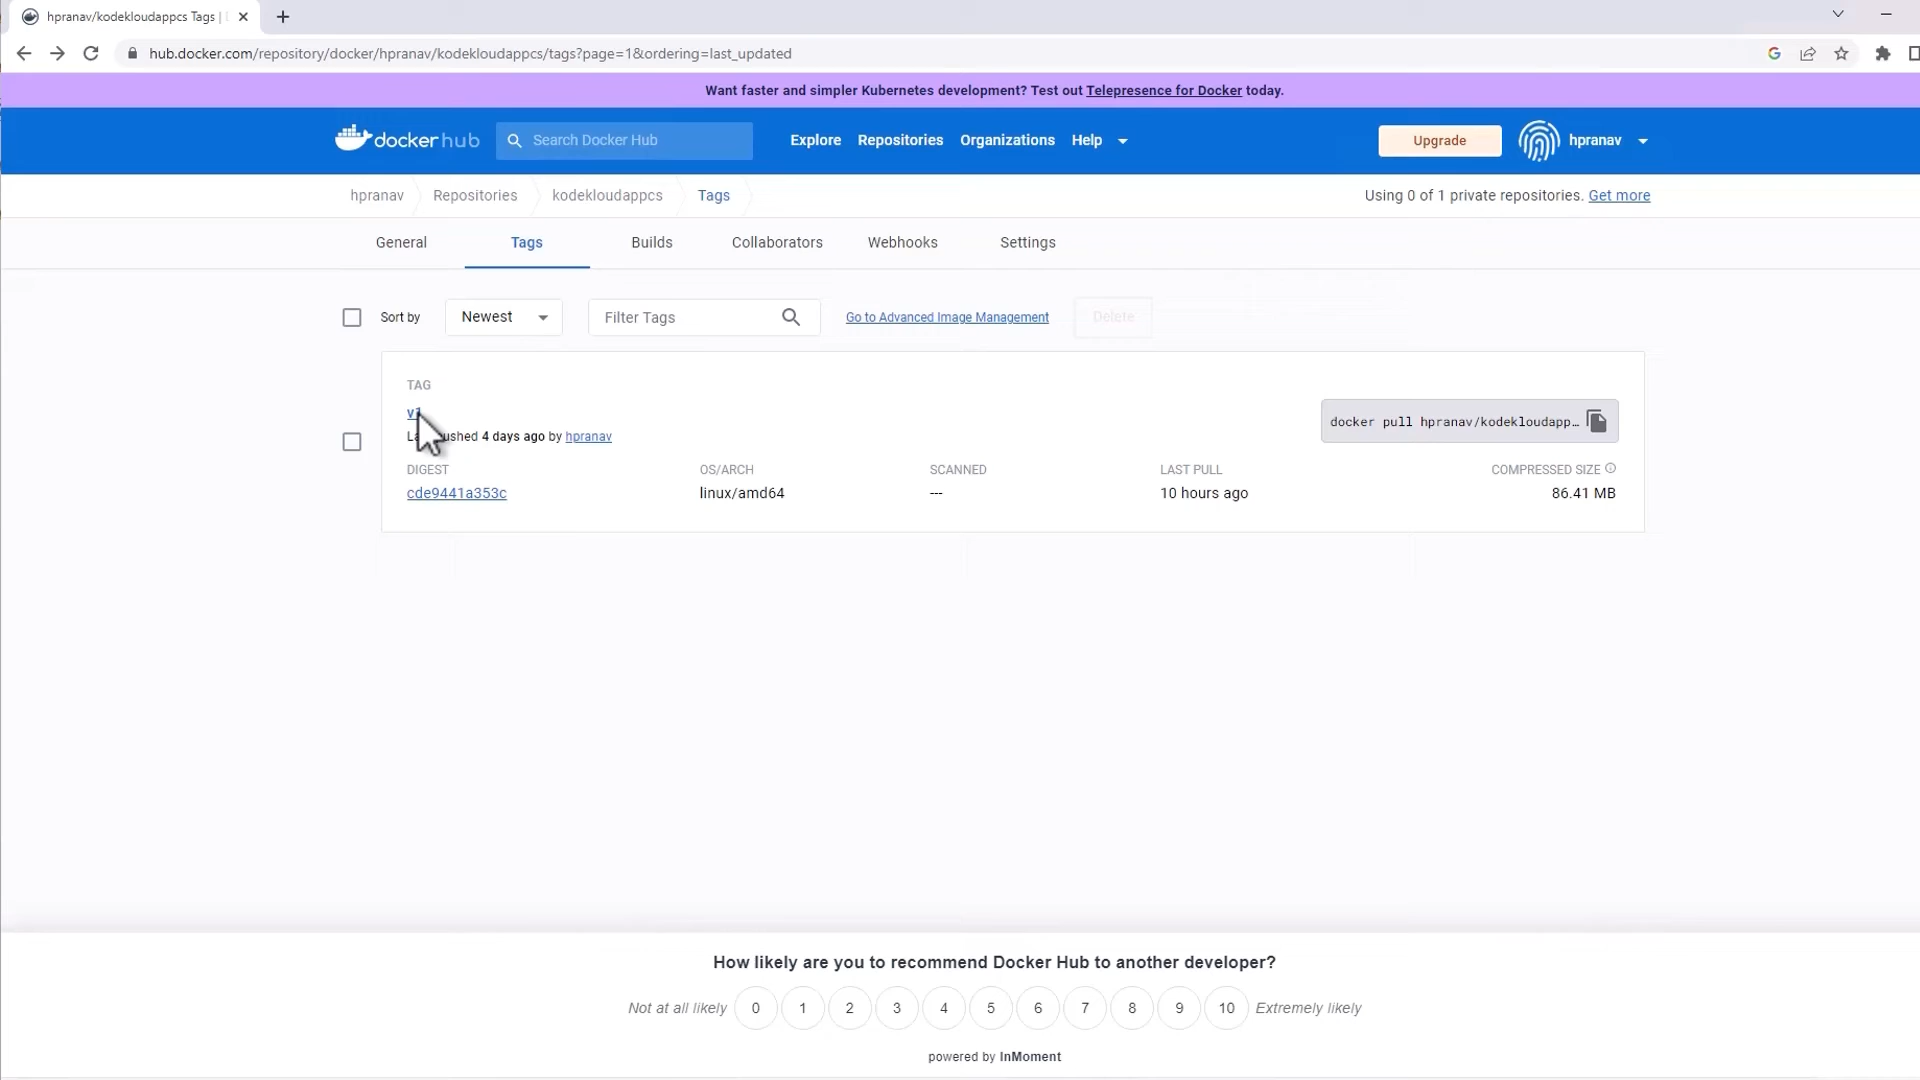 hpranav/kodekloudappcs Tags |
hub.docker.com/repository/docker/hpranav/kodekloudappcs/tags?page=1&ordering=last_updated
Want faster and simpler Kubernetes development? Test out Telepresence for Docker today.
docker hub
Search Docker Hub
Explore
Repositories
Organizations
Help
Upgrade
hpranav
hpranav
Repositories
kodekloudappcs
Tags
Using 0 of 1 private repositories. Get more
General
Tags
Builds
Collaborators
Webhooks
Settings
Sort by
Newest
Filter Tags
Go to Advanced Image Management
Delete
TAG
docker pull hpranav/kodekloudapp…
4 days ago by hpranav
DIGEST
OS/ARCH
SCANNED
LAST PULL
COMPRESSED SIZE
cde9441a353c
linux/amd64
---
10 hours ago
86.41 MB
How likely are you to recommend Docker Hub to another developer?
Not at all likely 0 1 2 3 4 5 6 7 8 9 10 Extremely likely
powered by InMoment